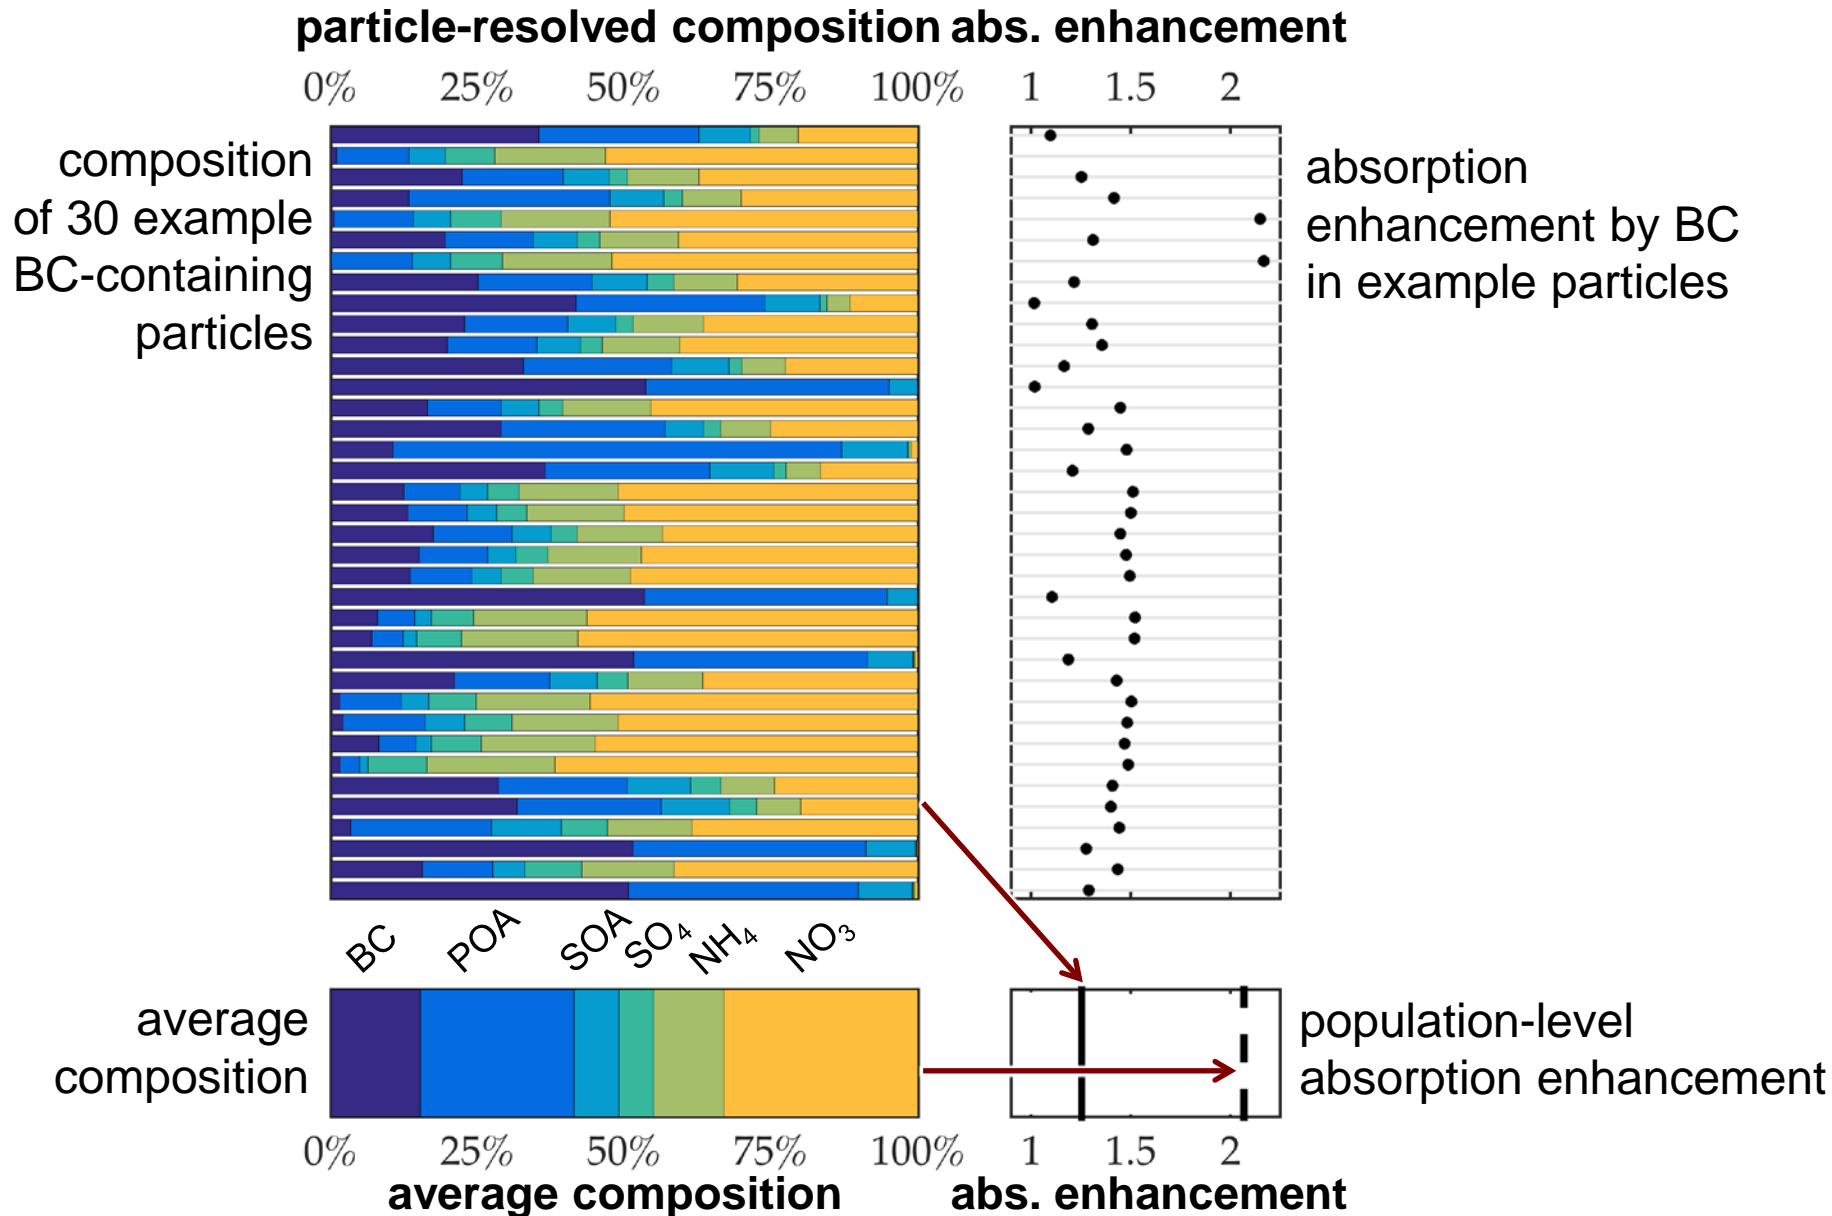 particle-resolved composition abs. enhancement
0% 25% 50% 75% 100% 1 1.5 2
composition
of 30 example
BC-containing
particles
absorption
enhancement by BC
in example particles
BC POA SOA SO₄ NH₄ NO₃
average
composition
population-level
absorption enhancement
0% 25% 50% 75% 100% 1 1.5 2
average composition abs. enhancement